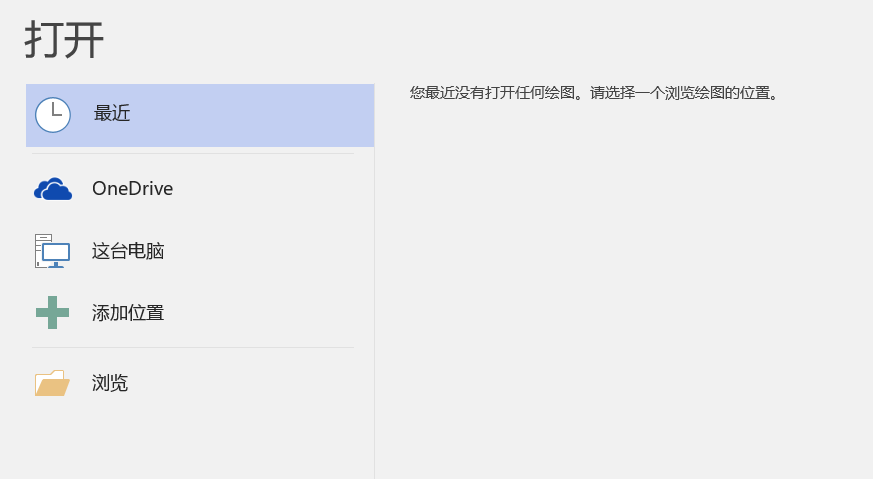 打开
最近
您最近没有打开任何绘图。请选择一个浏览绘图的位置。
OneDrive
这台电脑
添加位置
浏览